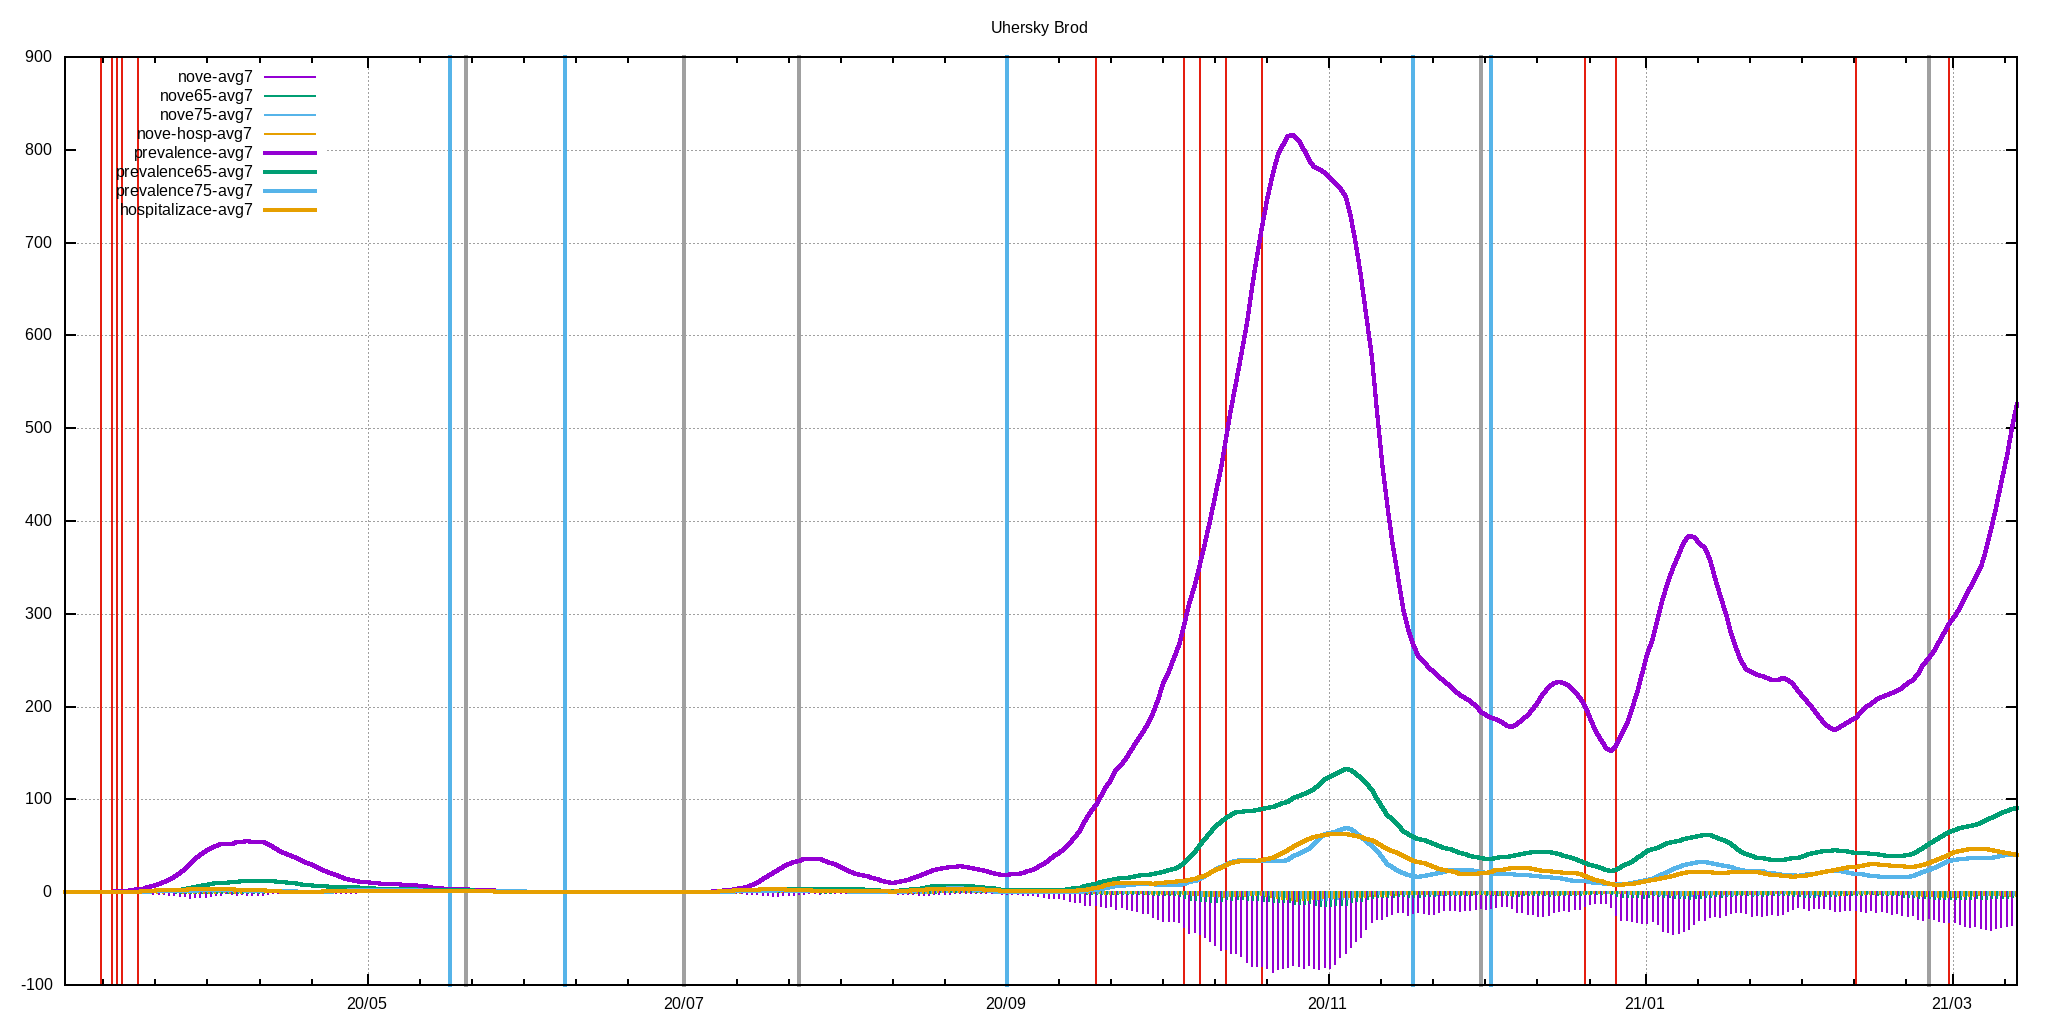 Uhersky Brod
900
800
700
600
500
400
300
200
100
0
-100
nove-avg7
nove65-avg7
nove75-avg7
nove-hosp-avg7
prevalence-avg7
prevalence65-avg7
prevalence75-avg7
hospitalizace-avg7
20/05 20/07 20/09 20/11 21/01 21/03